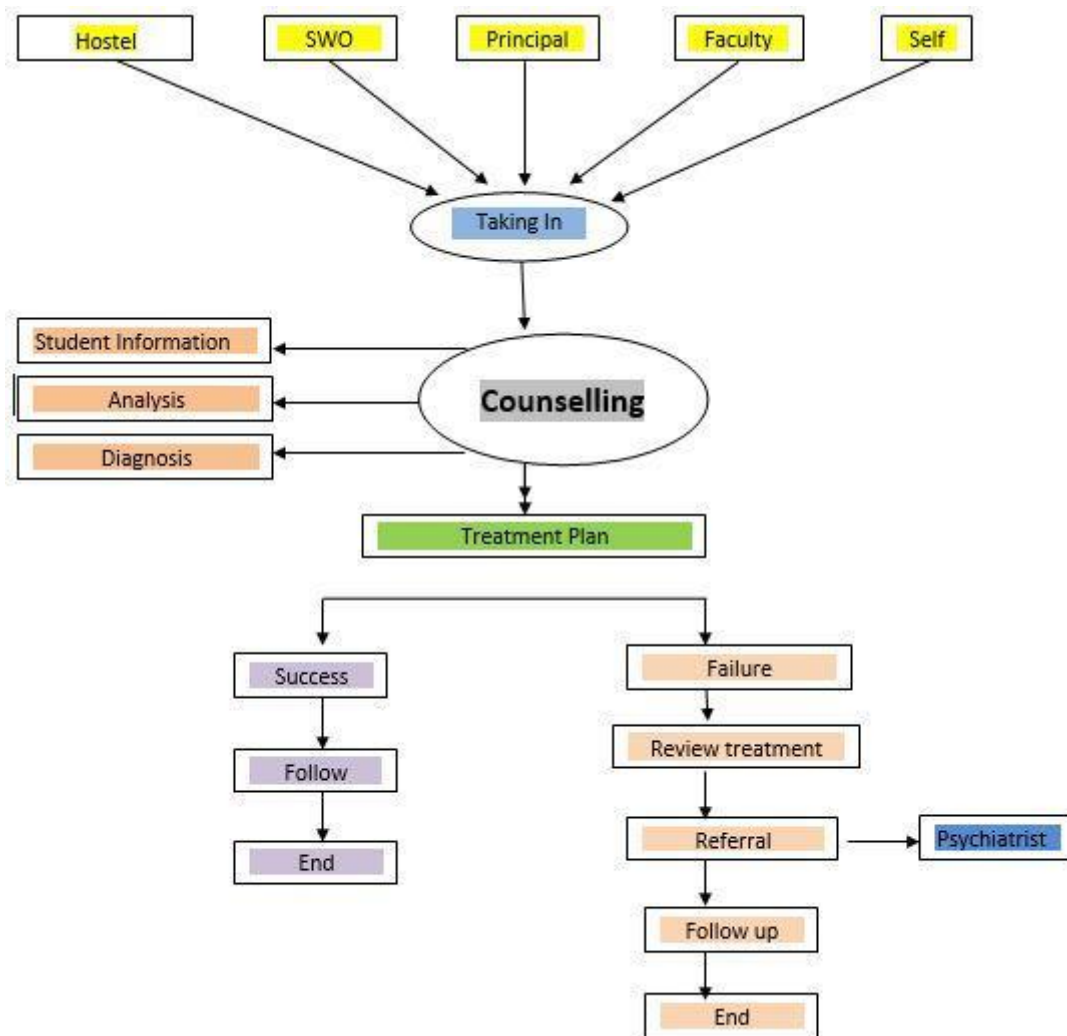 Hostel
SWO
Principal
Faculty
Self
Taking In
Student Information
Analysis
Diagnosis
Counselling
Treatment Plan
Success
Follow
End
Failure
Review treatment
Referral
Psychiatrist
Follow up
End